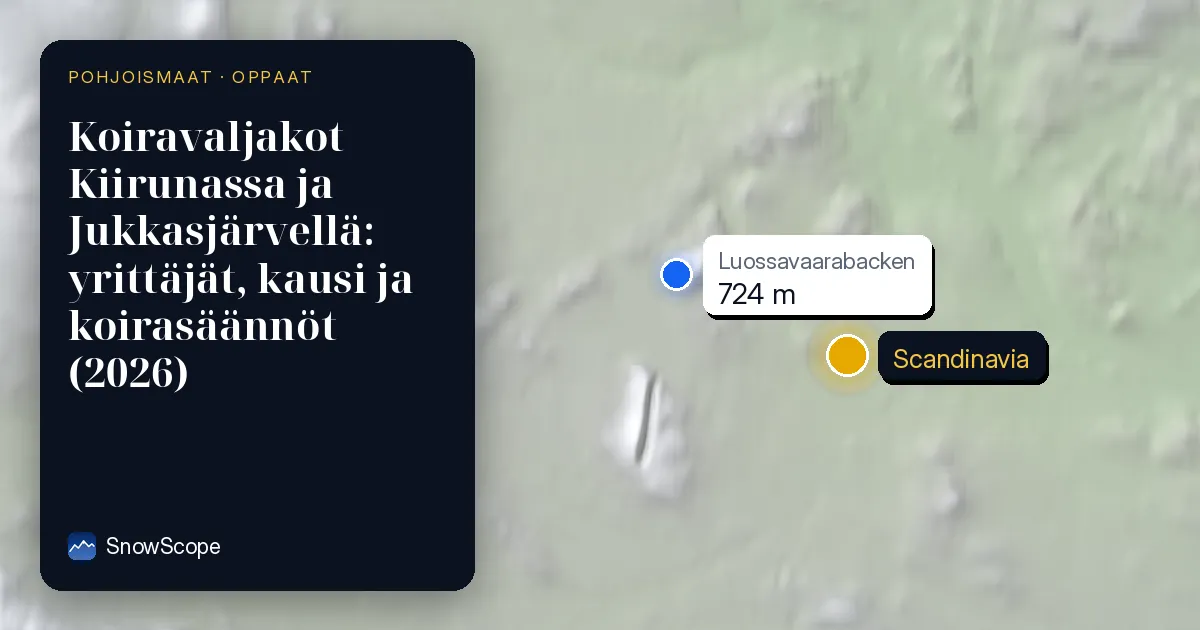 POHJOISMAAT · OPPAAT
Koiravaljakot
Kiirunassa ja
Jukkasjärvellä:
yrittäjät, kausi ja
koirasäännöt
(2026)
Luossavaarabacken
724 m
Scandinavia
SnowScope